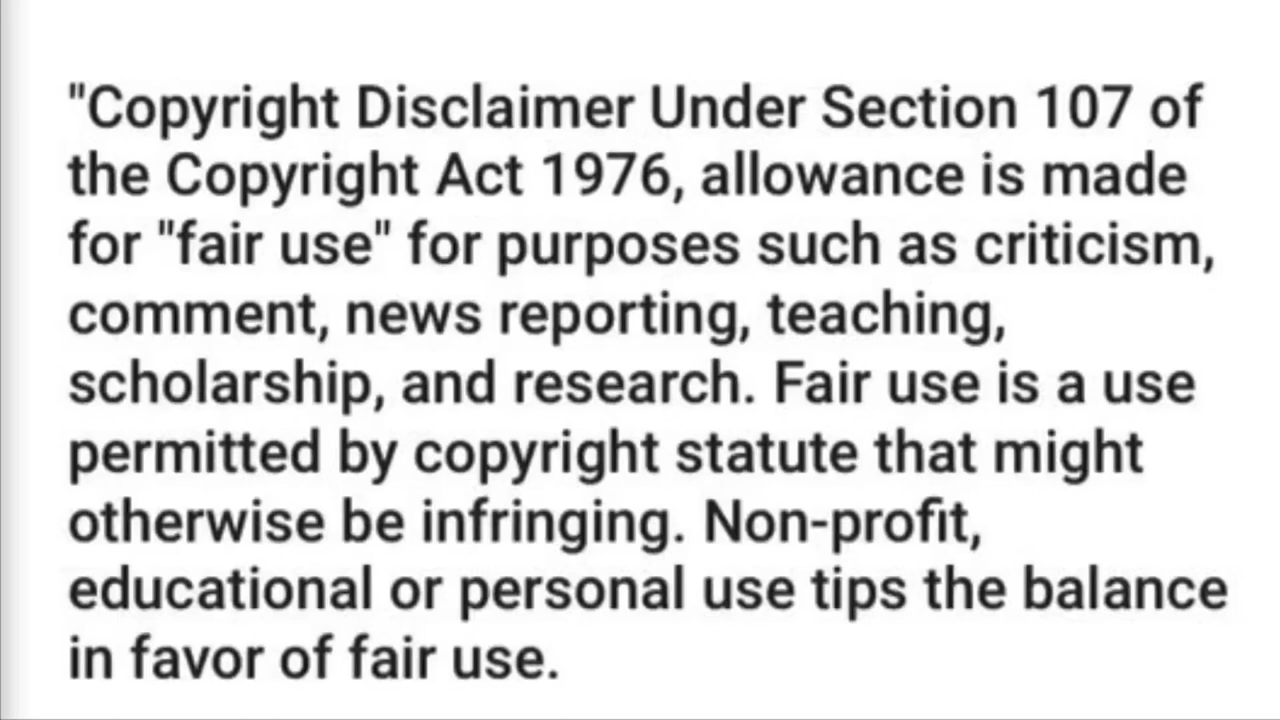 "Copyright Disclaimer Under Section 107 of
the Copyright Act 1976, allowance is made
for "fair use" for purposes such as criticism,
comment, news reporting, teaching,
scholarship, and research. Fair use is a use
permitted by copyright statute that might
otherwise be infringing. Non-profit,
educational or personal use tips the balance
in favor of fair use.